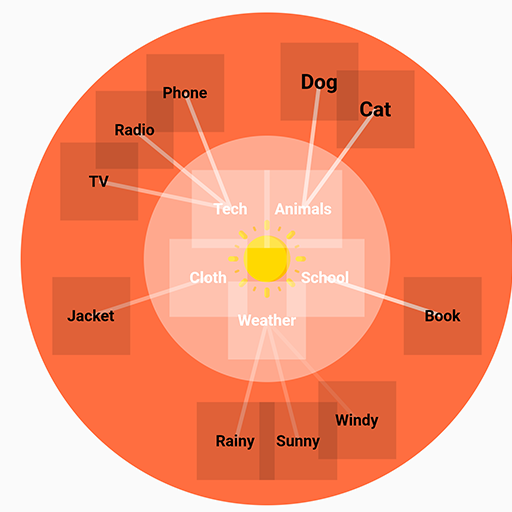 Dog
Phone
Cat
Radio
TV
Tech
Animals
Cloth
School
Jacket
Weather
Book
Windy
Rainy
Sunny